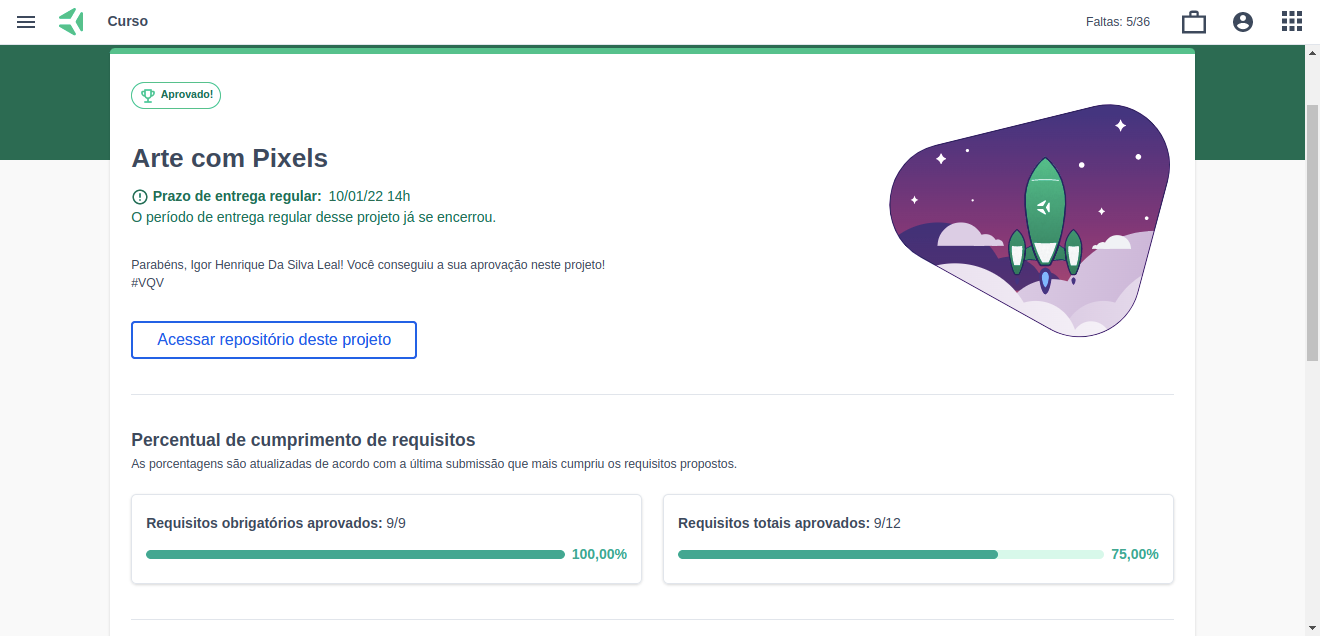 Curso
Faltas: 5/36
Aprovado!
Arte com Pixels
Prazo de entrega regular: 10/01/22 14h
O período de entrega regular desse projeto já se encerrou.
Parabéns, Igor Henrique Da Silva Leal! Você conseguiu a sua aprovação neste projeto!
#VQV
Acessar repositório deste projeto
Percentual de cumprimento de requisitos
As porcentagens são atualizadas de acordo com a última submissão que mais cumpriu os requisitos propostos.
Requisitos obrigatórios aprovados: 9/9
100,00%
Requisitos totais aprovados: 9/12
75,00%